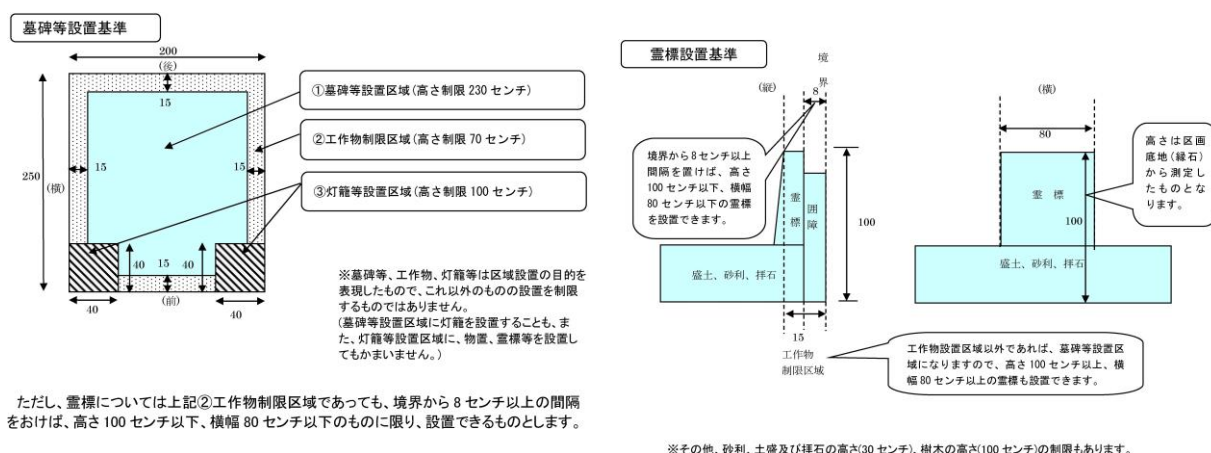 墓碑等設置基準
200
(後)
15
①墓碑等設置区域(高さ制限 230 センチ)
②工作物制限区域(高さ制限 70 センチ)
③灯籠等設置区域(高さ制限 100 センチ)
250
(横)
15
15
40
15
40
(前)
40
40
※墓碑等、工作物、灯籠等は区域設置の目的を
表現したもので、これ以外のものの設置を制限
するものではありません。
(墓碑等設置区域に灯籠を設置することも、ま
た、灯籠等設置区域に、物置、霊標等を設置し
てもかまいません。)
ただし、霊標については上記②工作物制限区域であっても、境界から 8 センチ以上の間隔
をおけば、高さ 100 センチ以下、横幅 80 センチ以下のものに限り、設置できるものとします。
霊標設置基準
境界
(縦)
8
境界から 8 センチ以上
間隔を置けば、高さ
100 センチ以下、横幅
80 センチ以下の霊標
を設置できます。
霊標
囲障
100
盛土、砂利、拝石
15
工作物
制限区域
(横)
80
霊 標
100
盛土、砂利、拝石
高さは区画
底地(縁石)
から測定し
たものとな
ります。
工作物設置区域以外であれば、墓碑等設置区
域になりますので、高さ 100 センチ以上、横
幅 80 センチ以上の霊標も設置できます。
※その他、砂利、土盛及び拝石の高さ(30 センチ)、樹木の高さ(100 センチ)の制限もあります。